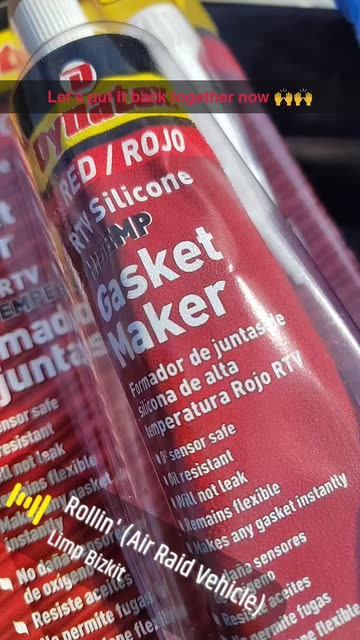 Let's put it back together now 🙌🙌
RED / ROJO
RTV Silicone
Gasket
Maker
Formador de juntas de
silicona de alta
temperatura Rojo RTV
O² sensor safe
Oil resistant
Will not leak
Remains flexible
Makes any gasket instantly
No daña sensores
de oxígeno
Resiste aceites
No permite fugas
Rollin' (Air Raid Vehicle)
Limp Bizkit